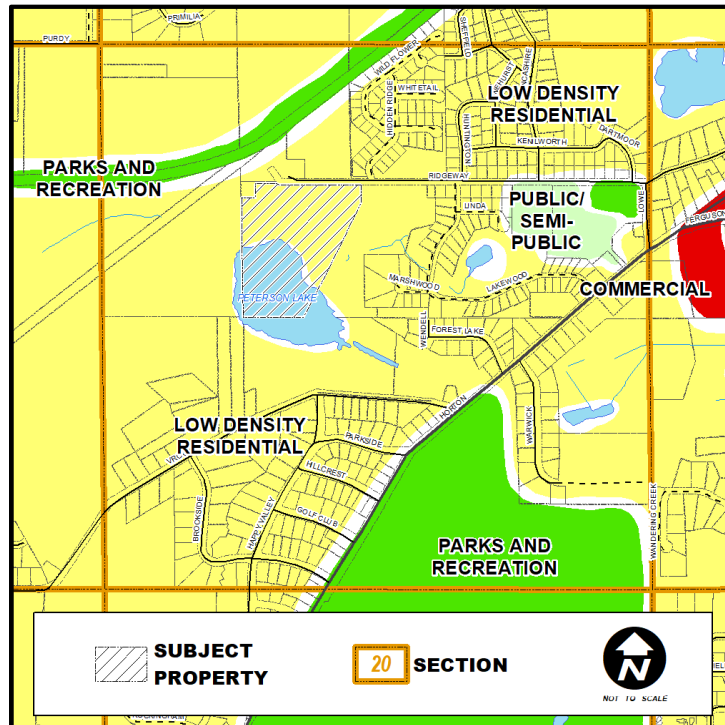 PRIMILIA
PURDY
SHEFFIELD
WILD FLOWER
WHITETAIL
HIDDEN RIDGE
HUNTINGTON
LOW DENSITY
RESIDENTIAL
KENILWORTH
DARTMOOR
PARKS AND
RECREATION
RIDGEWAY
LINDA
PUBLIC/
SEMI-
PUBLIC
LOWE
FERGUSON
MARSHWOOD
LAKEWOOD
COMMERCIAL
PETERSON LAKE
WENDELL
FOREST LAKE
HORTON
WARWICK
LOW DENSITY
RESIDENTIAL
PARKSIDE
HILLCREST
BROOKSIDE
HAPPY VALLEY
GOLF CLUB
WANDERING CREEK
PARKS AND
RECREATION
SUBJECT
PROPERTY
20
SECTION
N
NOT TO SCALE